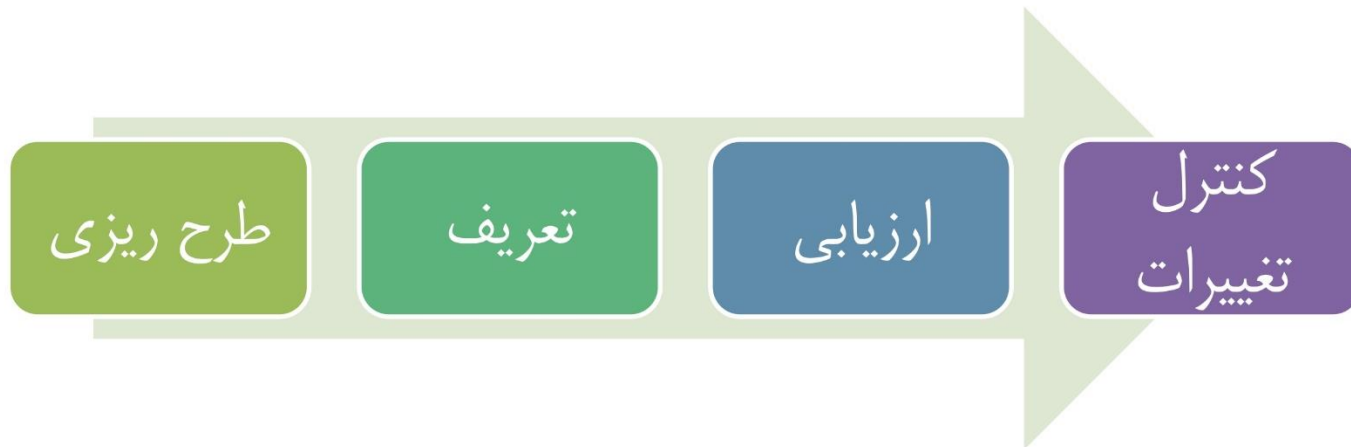 طرح ریزی
تعریف
ارزیابی
کنترل
تغییرات